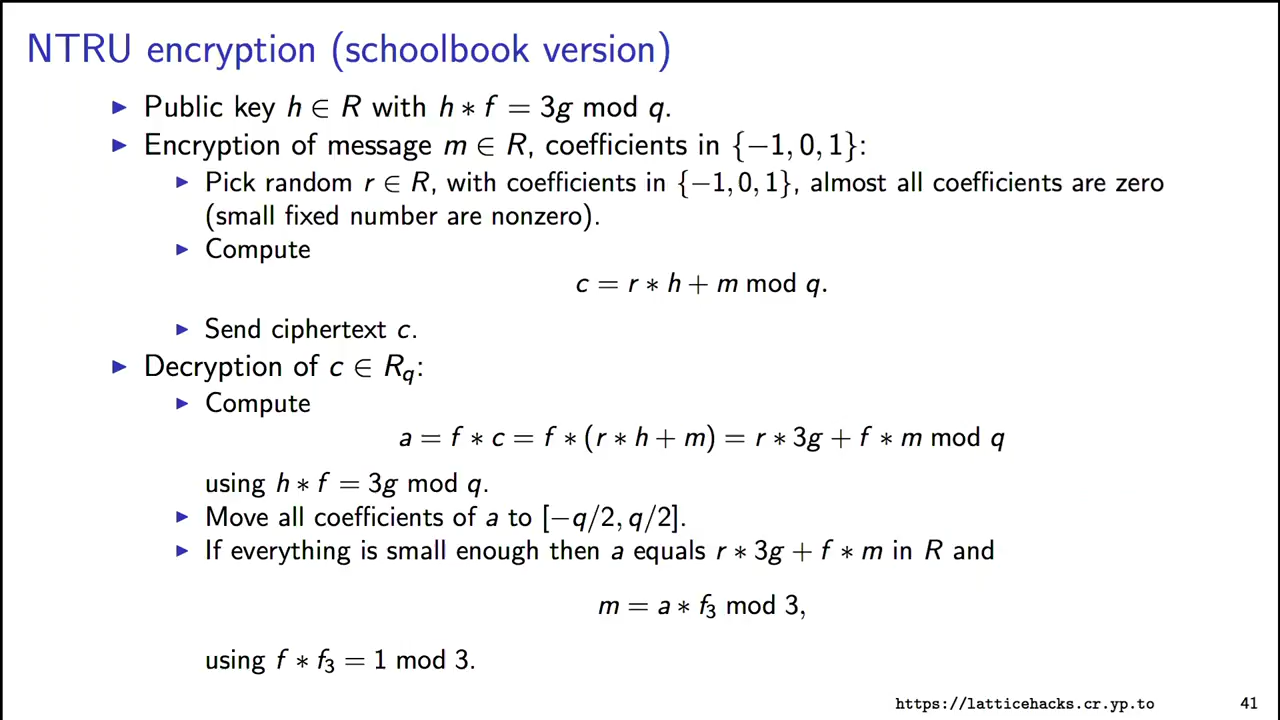 NTRU encryption (schoolbook version)
▶ Public key h ∈ R with h ∗ f = 3g mod q.
▶ Encryption of message m ∈ R, coefficients in {−1, 0, 1}:
▶ Pick random r ∈ R, with coefficients in {−1, 0, 1}, almost all coefficients are zero
(small fixed number are nonzero).
▶ Compute
c = r ∗ h + m mod q.
▶ Send ciphertext c.
▶ Decryption of c ∈ R_q:
▶ Compute
a = f ∗ c = f ∗ (r ∗ h + m) = r ∗ 3g + f ∗ m mod q
using h ∗ f = 3g mod q.
▶ Move all coefficients of a to [−q/2, q/2].
▶ If everything is small enough then a equals r ∗ 3g + f ∗ m in R and
m = a ∗ f₃ mod 3,
using f ∗ f₃ = 1 mod 3.
https://latticehacks.cr.yp.to 41